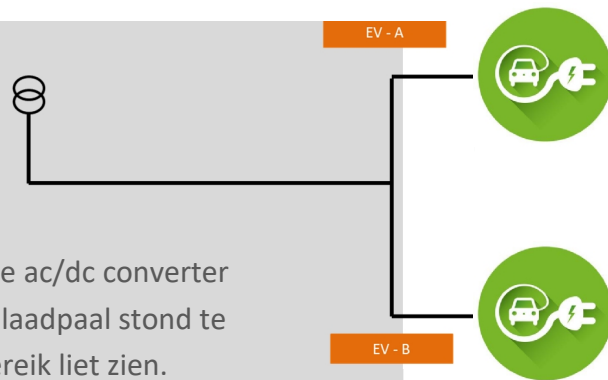 EV - A
e ac/dc converter
laadpaal stond te
ereik liet zien.
EV - B